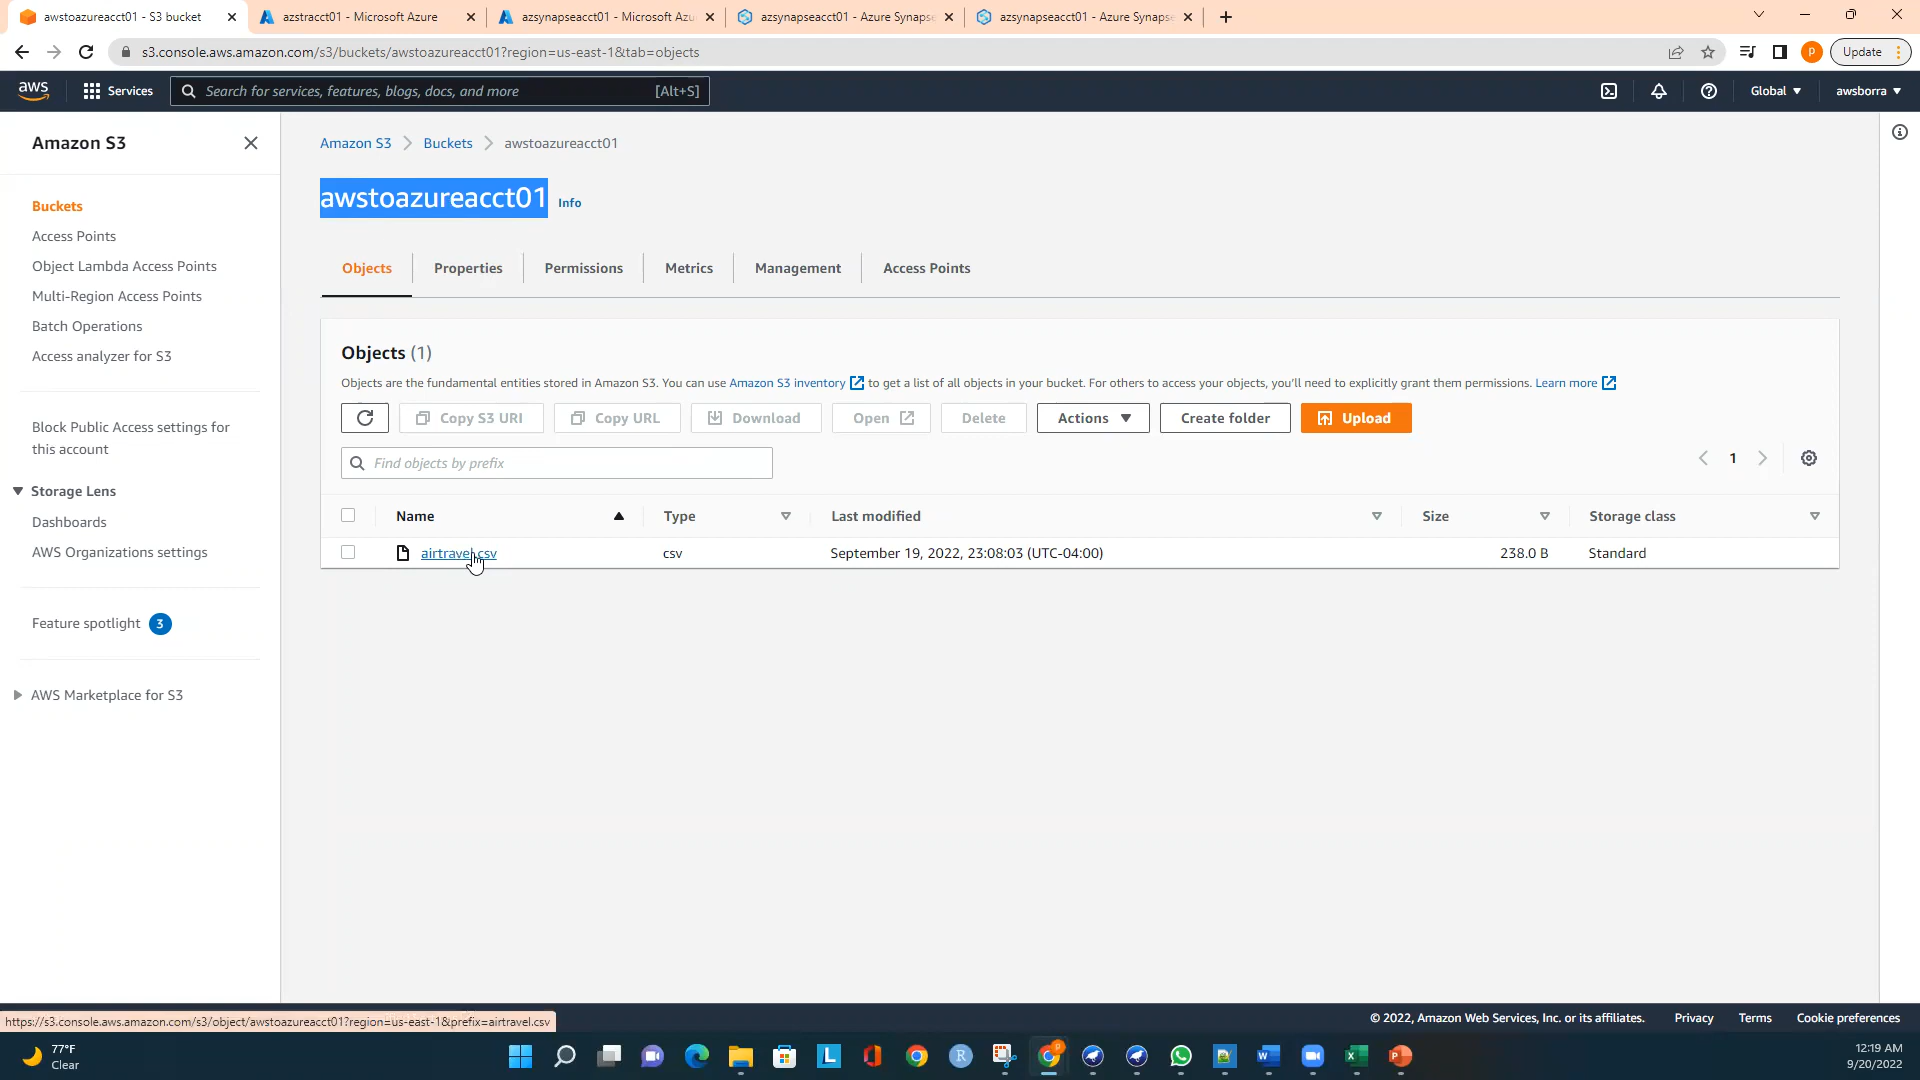 awstoazureacct01 - S3 bucket
azstracct01 - Microsoft Azure
azsynapseacct01 - Microsoft Azu
azsynapseacct01 - Azure Synaps
azsynapseacct01 - Azure Synaps
s3.console.aws.amazon.com/s3/buckets/awstoazureacct01?region=us-east-1&tab=objects
P
Update
aws
Services
Search for services, features, blogs, docs, and more
[Alt+S]
Global
awsborra
Amazon S3
Buckets
Access Points
Object Lambda Access Points
Multi-Region Access Points
Batch Operations
Access analyzer for S3
Block Public Access settings for
this account
Storage Lens
Dashboards
AWS Organizations settings
Feature spotlight 3
AWS Marketplace for S3
Amazon S3 > Buckets > awstoazureacct01
awstoazureacct01 Info
Objects
Properties
Permissions
Metrics
Management
Access Points
Objects (1)
Objects are the fundamental entities stored in Amazon S3. You can use Amazon S3 inventory to get a list of all objects in your bucket. For others to access your objects, you'll need to explicitly grant them permissions. Learn more
Copy S3 URI
Copy URL
Download
Open
Delete
Actions
Create folder
Upload
Find objects by prefix
1
Name
Type
Last modified
Size
Storage class
airtravel.csv
csv
September 19, 2022, 23:08:03 (UTC-04:00)
238.0 B
Standard
https://s3.console.aws.amazon.com/s3/object/awstoazureacct01?region=us-east-1&prefix=airtravel.csv
© 2022, Amazon Web Services, Inc. or its affiliates.
Privacy
Terms
Cookie preferences
77°F
Clear
12:19 AM
9/20/2022